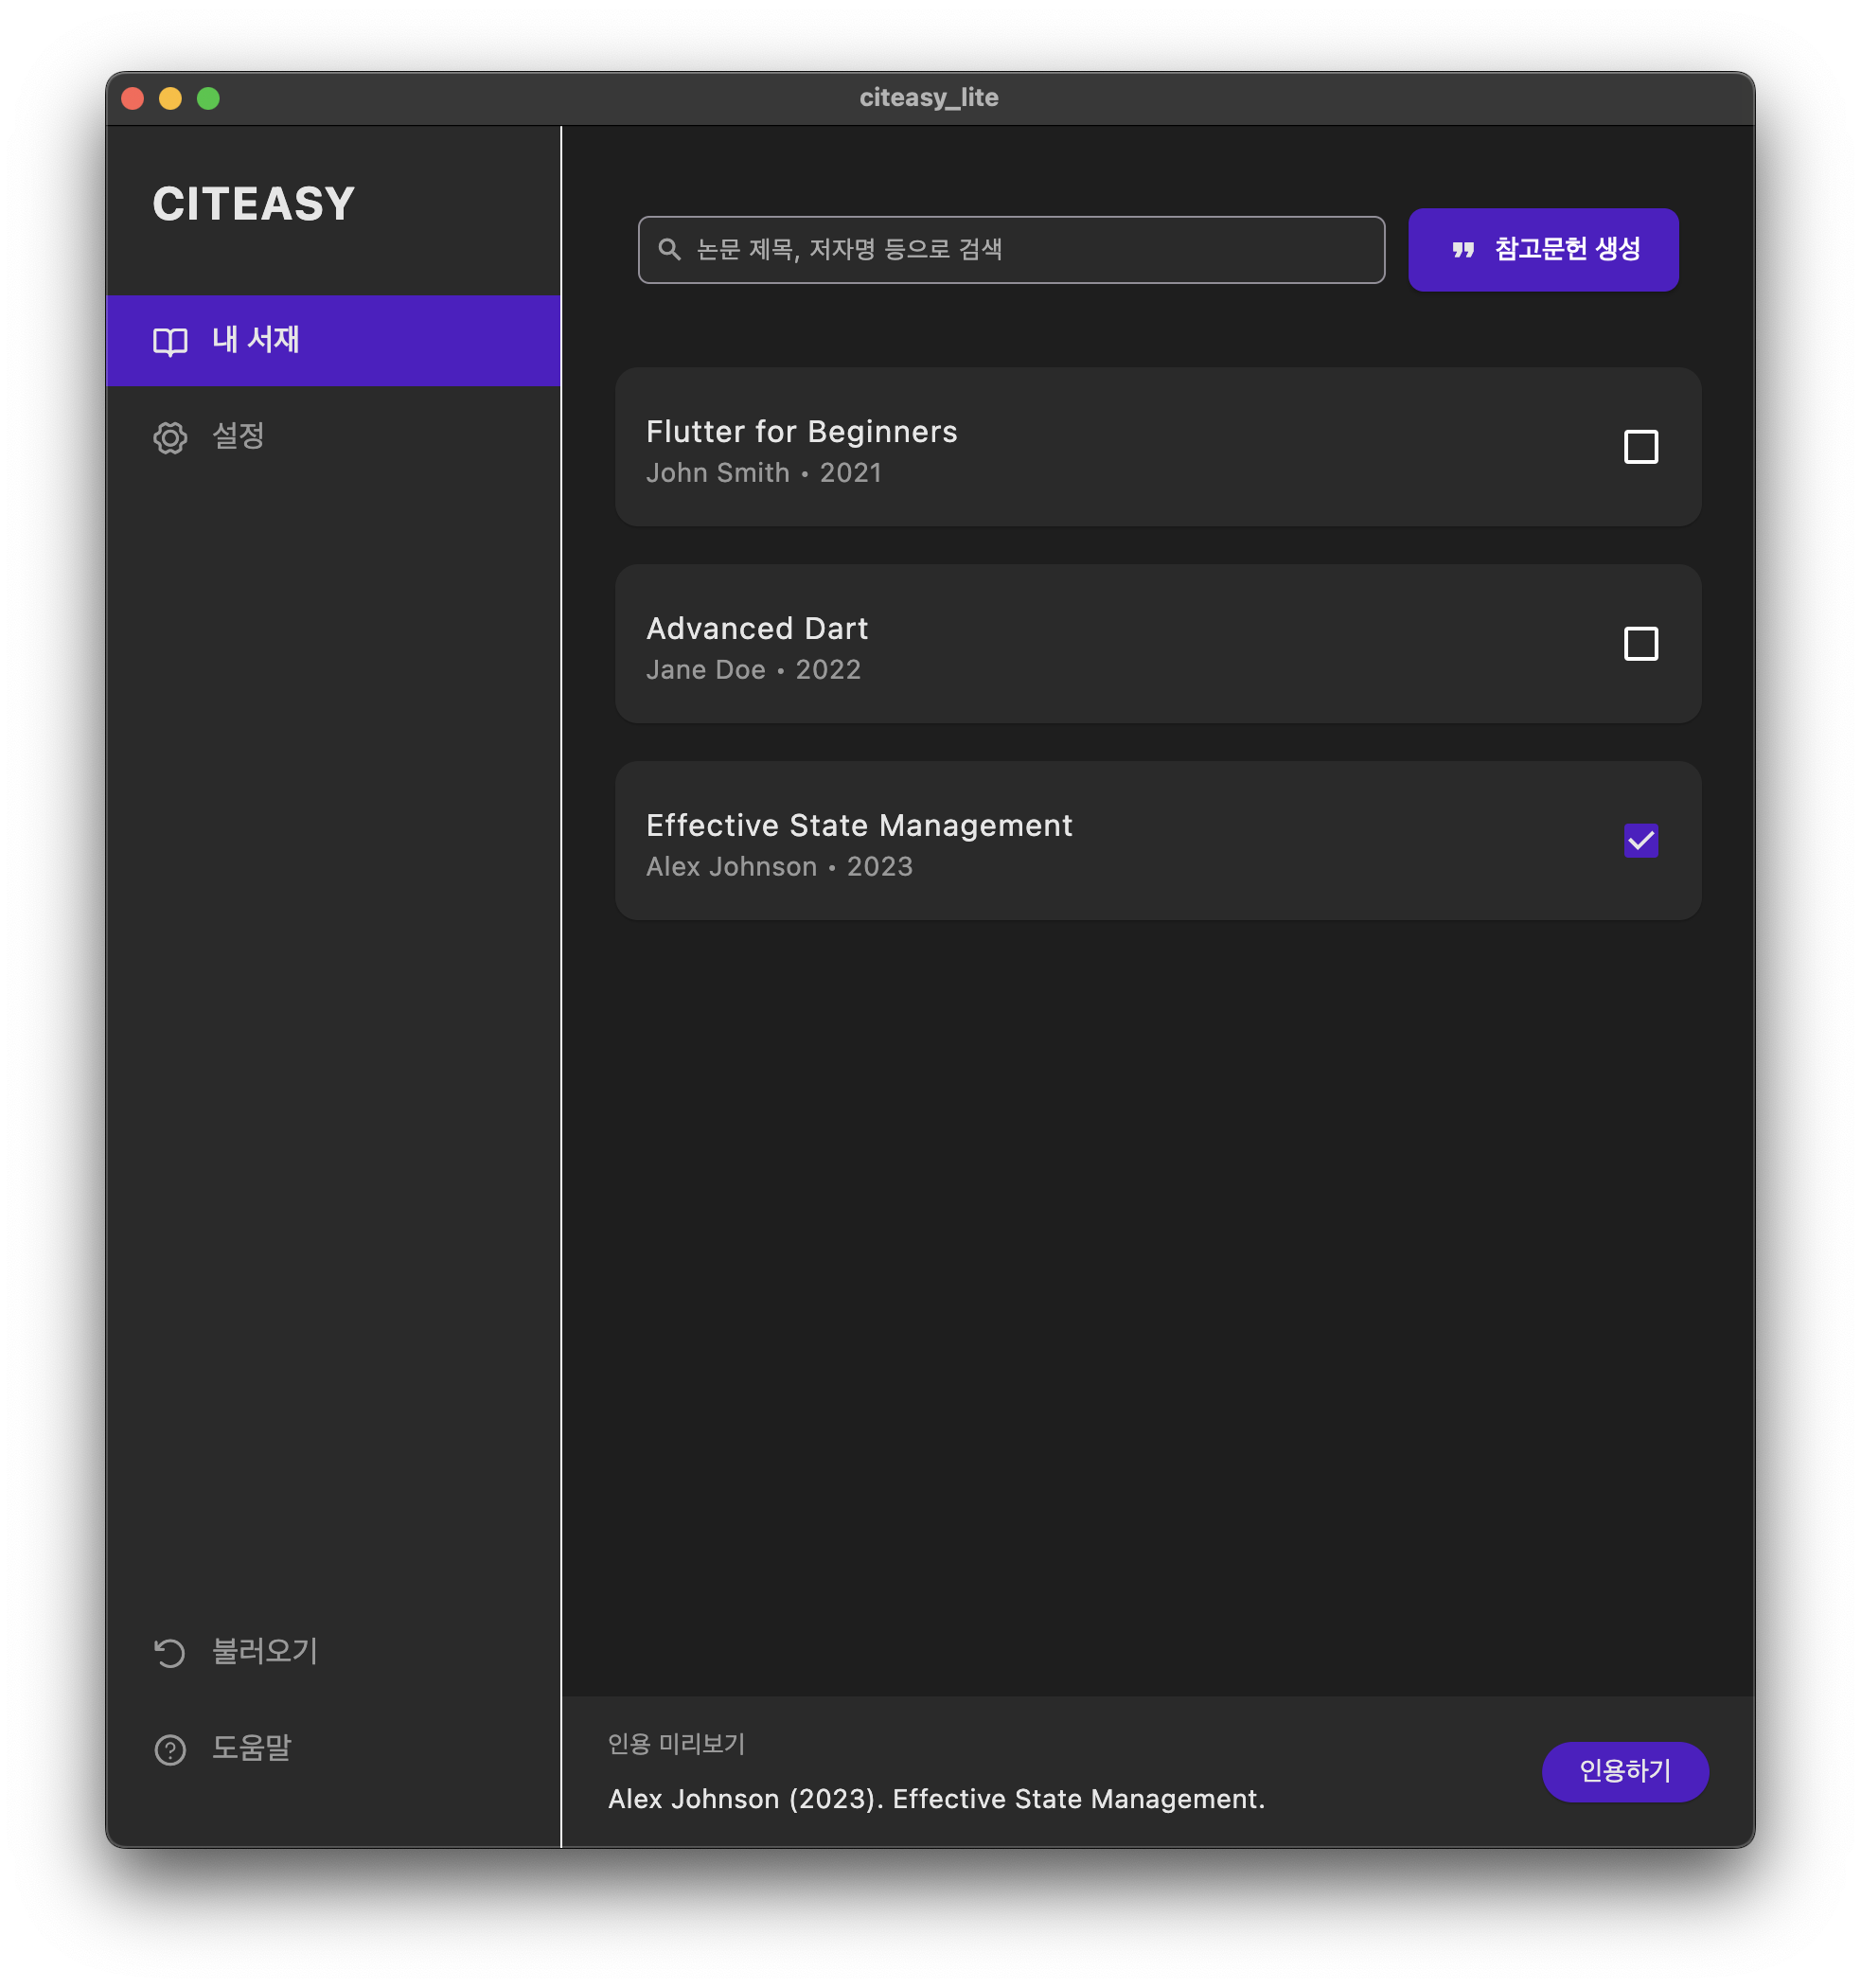 citeasy_lite
CITEASY
내 서재
설정
불러오기
도움말
논문 제목, 저자명 등으로 검색
참고문헌 생성
Flutter for Beginners
John Smith • 2021
Advanced Dart
Jane Doe • 2022
Effective State Management
Alex Johnson • 2023
인용 미리보기
Alex Johnson (2023). Effective State Management.
인용하기